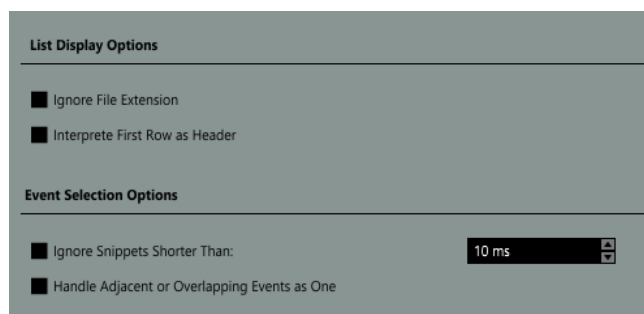 List Display Options
Ignore File Extension
Interprete First Row as Header
Event Selection Options
Ignore Snippets Shorter Than: 10 ms
Handle Adjacent or Overlapping Events as One